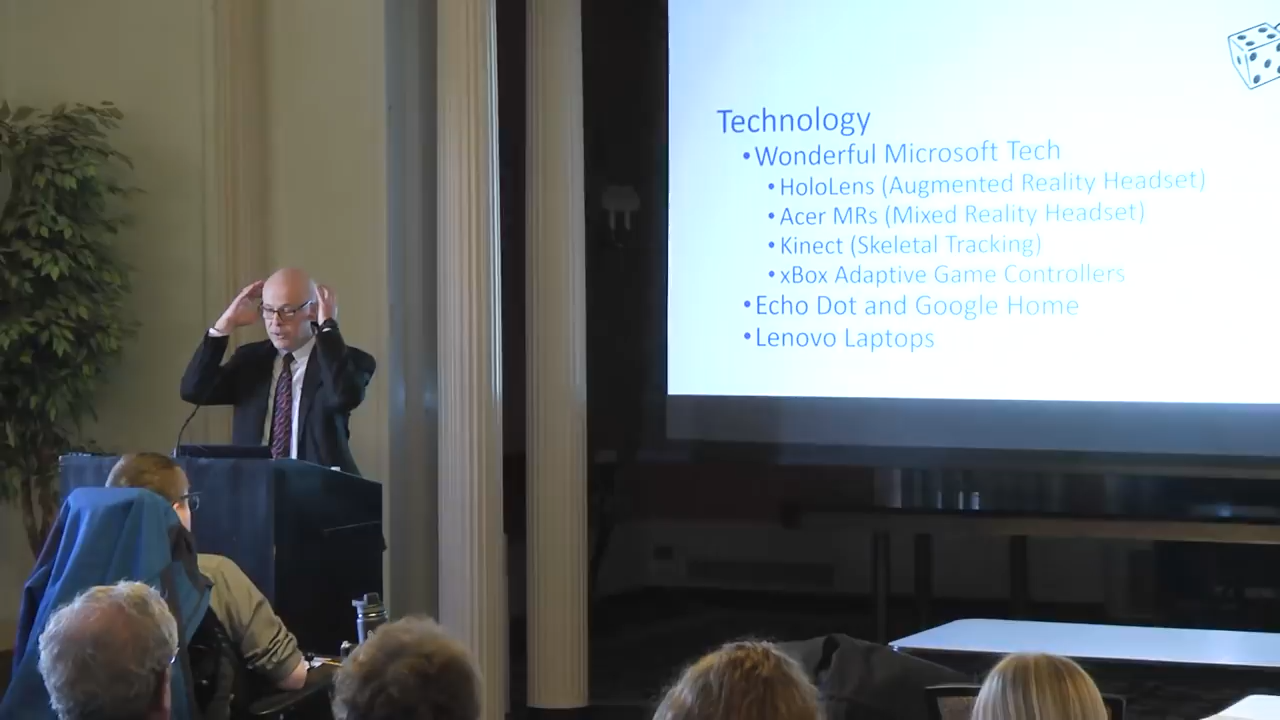 Technology
•Wonderful Microsoft Tech
•HoloLens (Augmented Reality Headset)
•Acer MRs (Mixed Reality Headset)
•Kinect (Skeletal Tracking)
•xBox Adaptive Game Controllers
•Echo Dot and Google Home
•Lenovo Laptops